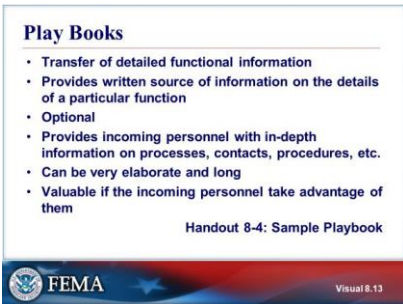 Play Books
• Transfer of detailed functional information
• Provides written source of information on the details
of a particular function
• Optional
• Provides incoming personnel with in-depth
information on processes, contacts, procedures, etc.
• Can be very elaborate and long
• Valuable if the incoming personnel take advantage of
them
Handout 8-4: Sample Playbook
FEMA
Visual 8.13